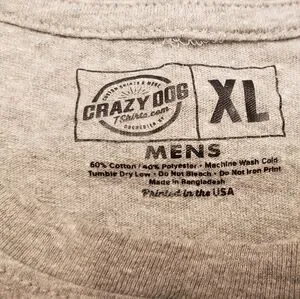 CUSTOM SHIRTS & MORE
CRAZY DOG
TShirts.com
ROCHESTER, NY
XL
MENS
60% Cotton / 40% Polyester • Machine Wash Cold
Tumble Dry Low • Do Not Bleach • Do Not Iron Print
Made in Bangladesh
Printed in the USA